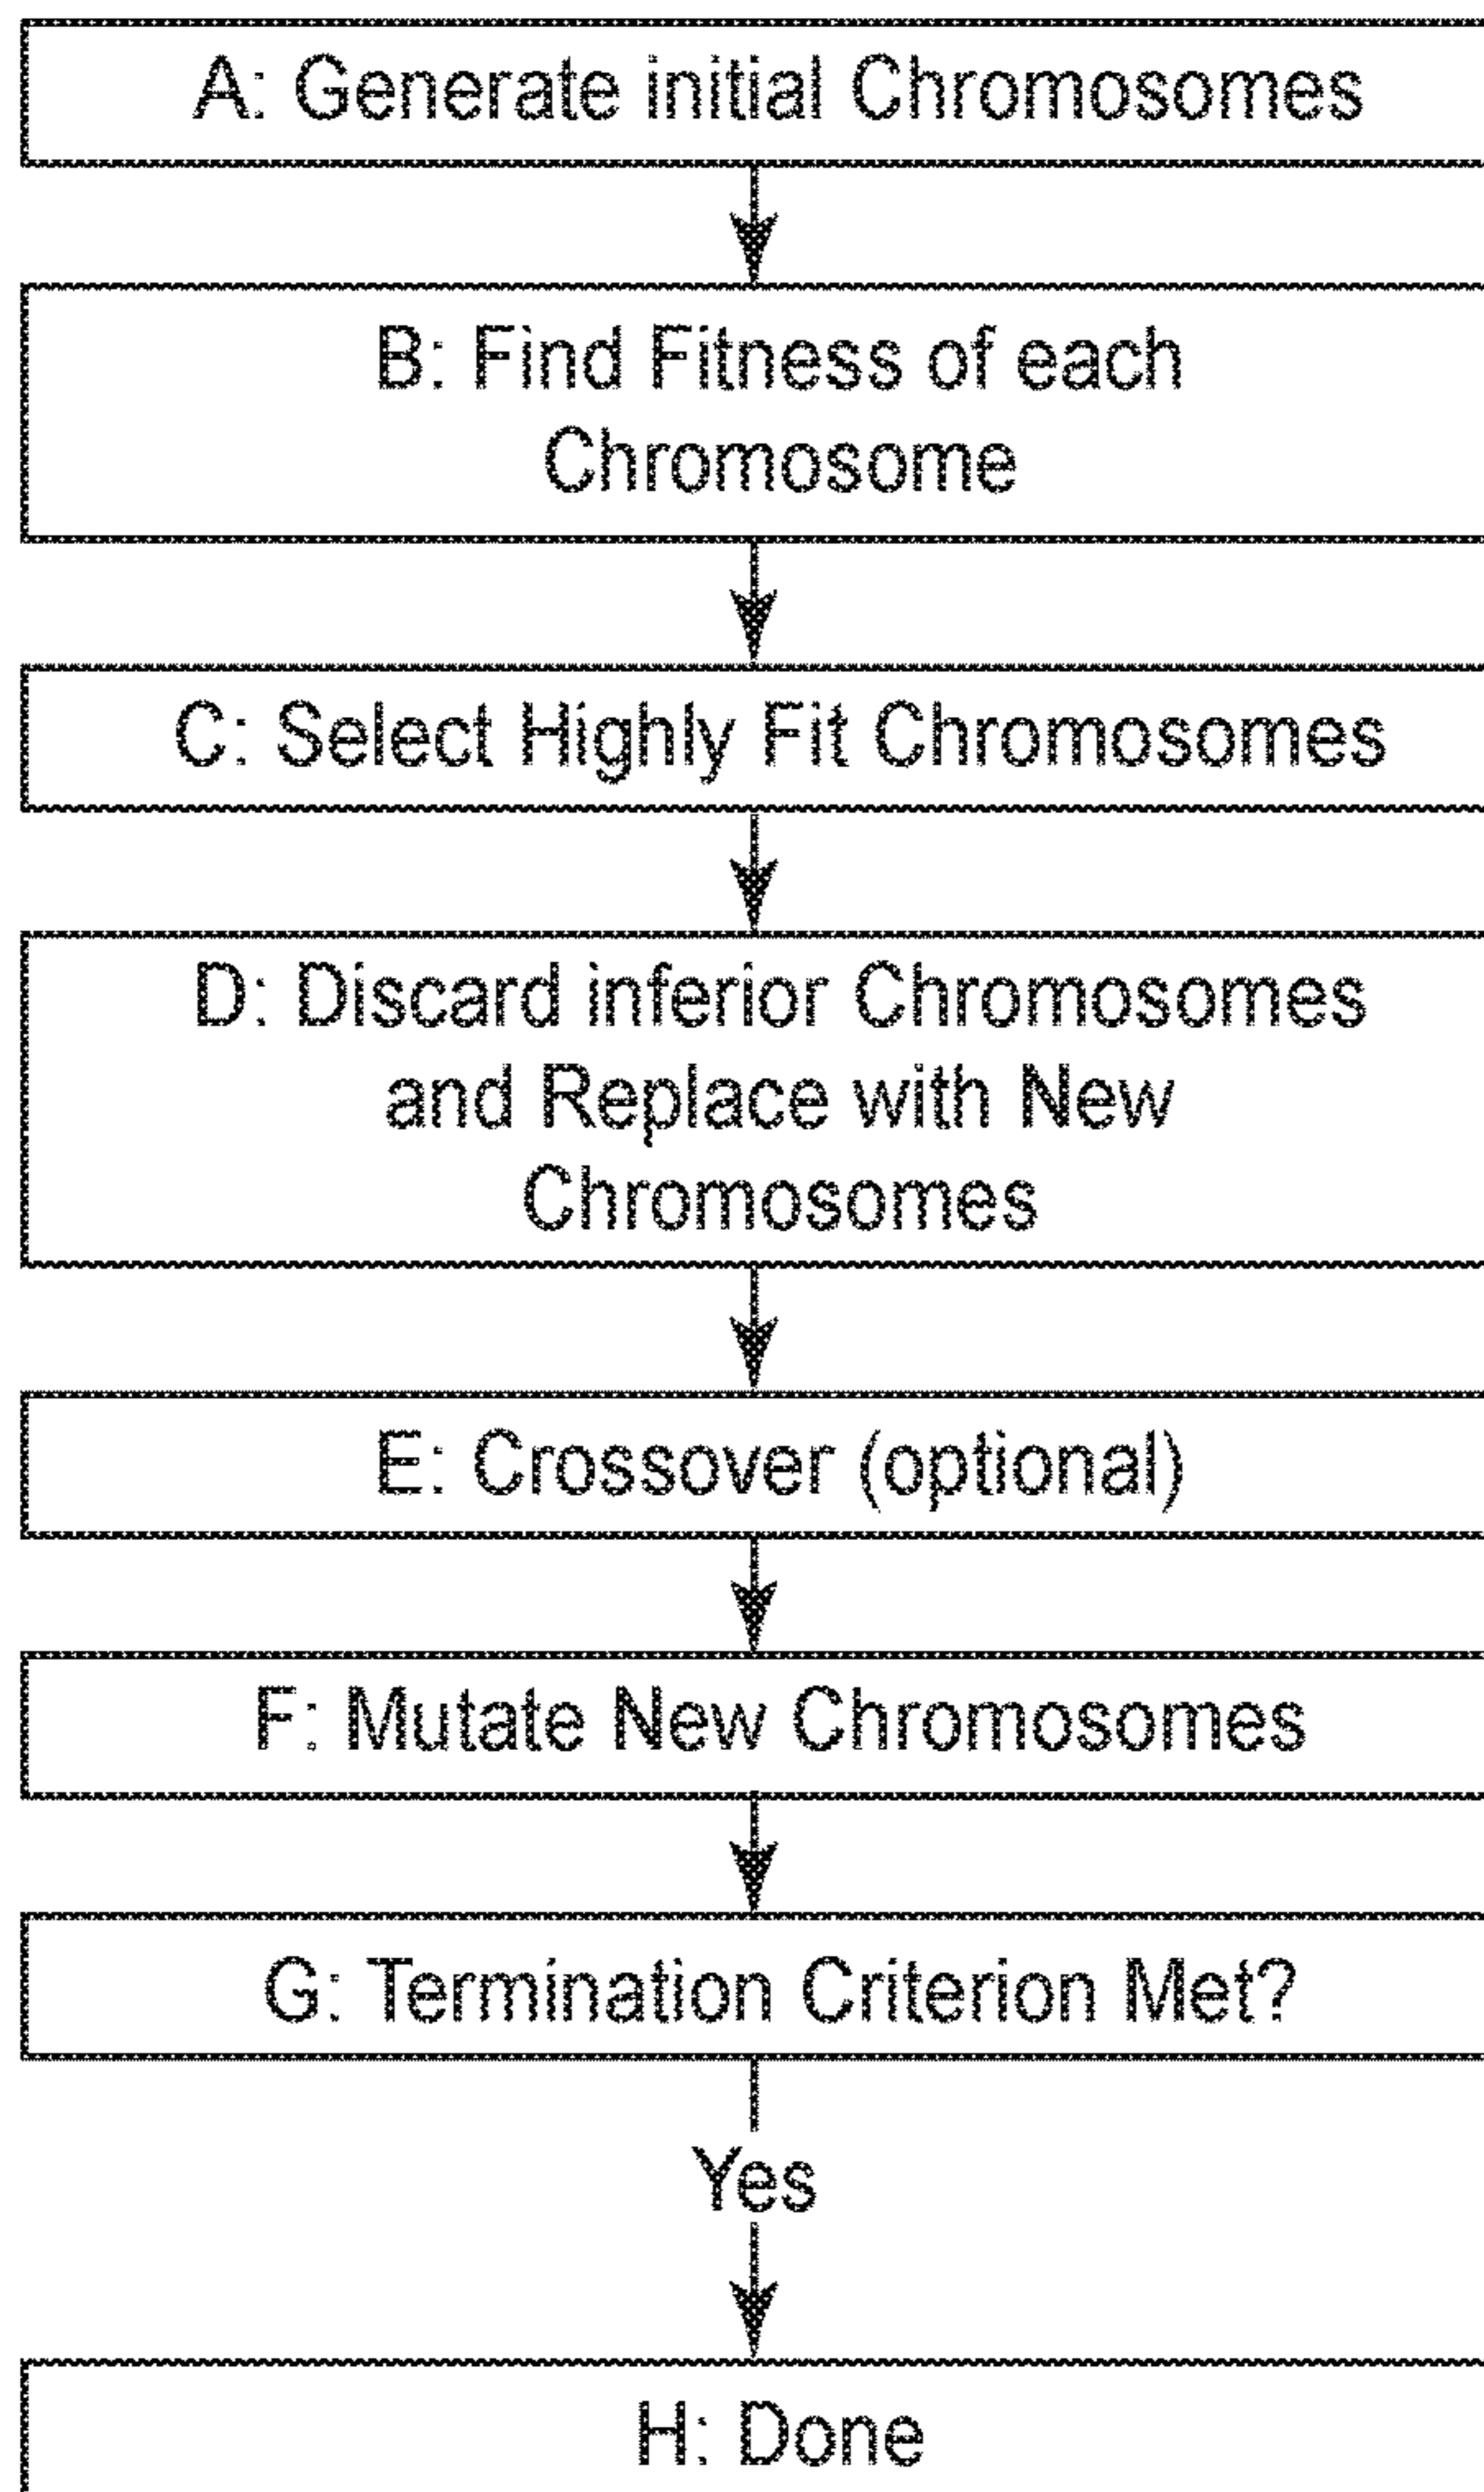 A: Generate initial Chromosomes
B: Find Fitness of each
Chromosome
C: Select Highly Fit Chromosomes
D: Discard inferior Chromosomes
and Replace with New
Chromosomes
E: Crossover (optional)
F: Mutate New Chromosomes
G: Termination Criterion Met?
Yes
H: Done